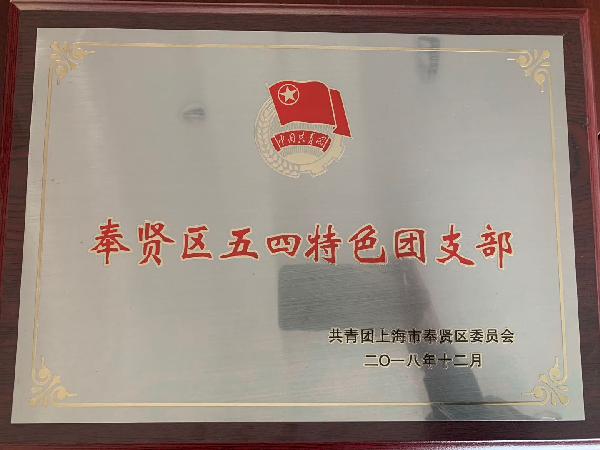 中国共青团
奉贤区五四特色团支部
共青团上海市奉贤区委员会
二〇一八年十二月